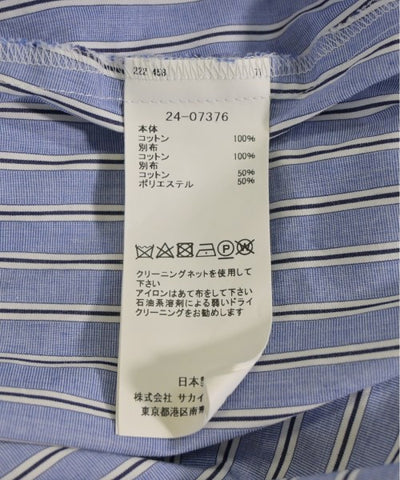 24-07376
本体
コットン 100%
別布
コットン 100%
別布
コットン 50%
ポリエステル 50%
クリーニングネットを使用して
下さい
アイロンはあて布をして下さい
石油系溶剤による弱いドライ
クリーニングをお勧めします
日本
株式会社 サカイ
東京都港区南